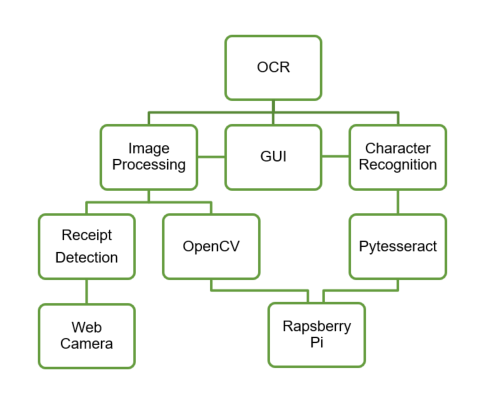 OCR
Image
Processing
GUI
Character
Recognition
Receipt
Detection
OpenCV
Pytesseract
Web
Camera
Rapsberry
Pi